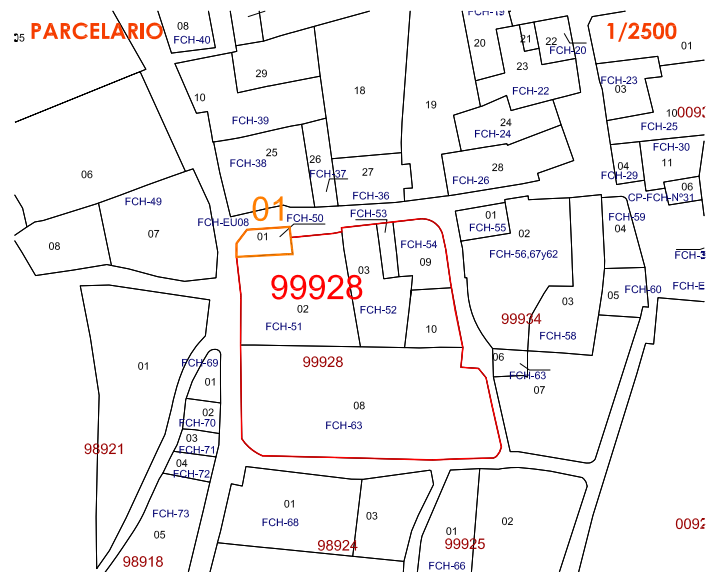 PARCELARIO
1/2500
05
08
FCH-40
FCH-19
20
21
22
FCH-20
01
29
10
18
19
23
FCH-22
FCH-23
03
FCH-39
24
FCH-24
10
FCH-25
25
FCH-38
26
FCH-37
27
FCH-36
28
FCH-26
FCH-30
11
04
FCH-29
06
CP-FCH-Nº31
06
FCH-49
07
08
FCH-EU08
01
FCH-50
01
FCH-53
FCH-54
09
01
FCH-55
02
FCH-56,67y62
FCH-59
04
99928
03
02
FCH-51
FCH-52
10
99934
03
FCH-58
05
FCH-60
01
FCH-69
01
99928
06
FCH-63
07
02
FCH-70
03
FCH-71
04
FCH-72
98921
08
FCH-63
FCH-73
05
98918
01
FCH-68
03
98924
01
02
99925
FCH-66